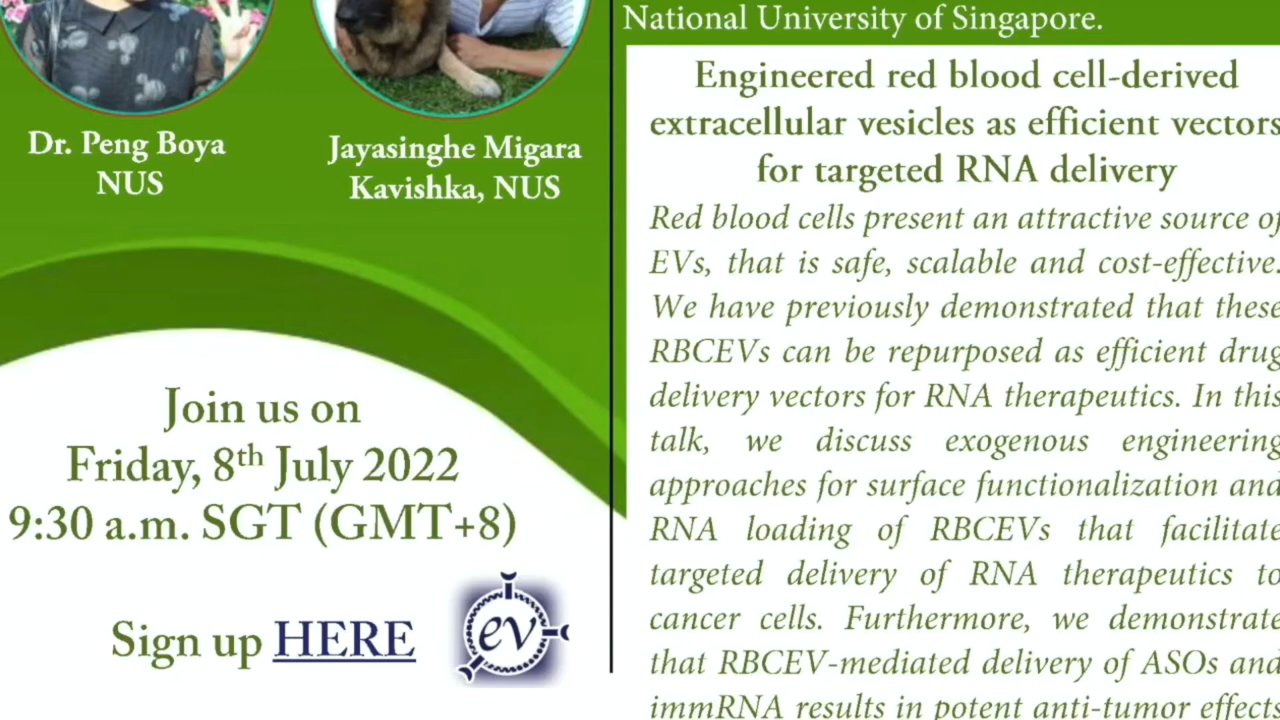 Dr. Peng Boya
NUS
Jayasinghe Migara
Kavishka, NUS
Join us on
Friday, 8th July 2022
9:30 a.m. SGT (GMT+8)
Sign up HERE
ev
National University of Singapore.
Engineered red blood cell-derived
extracellular vesicles as efficient vectors
for targeted RNA delivery
Red blood cells present an attractive source of
EVs, that is safe, scalable and cost-effective.
We have previously demonstrated that these
RBCEVs can be repurposed as efficient drug
delivery vectors for RNA therapeutics. In this
talk, we discuss exogenous engineering
approaches for surface functionalization and
RNA loading of RBCEVs that facilitate
targeted delivery of RNA therapeutics to
cancer cells. Furthermore, we demonstrate
that RBCEV-mediated delivery of ASOs and
immRNA results in potent anti-tumor effects